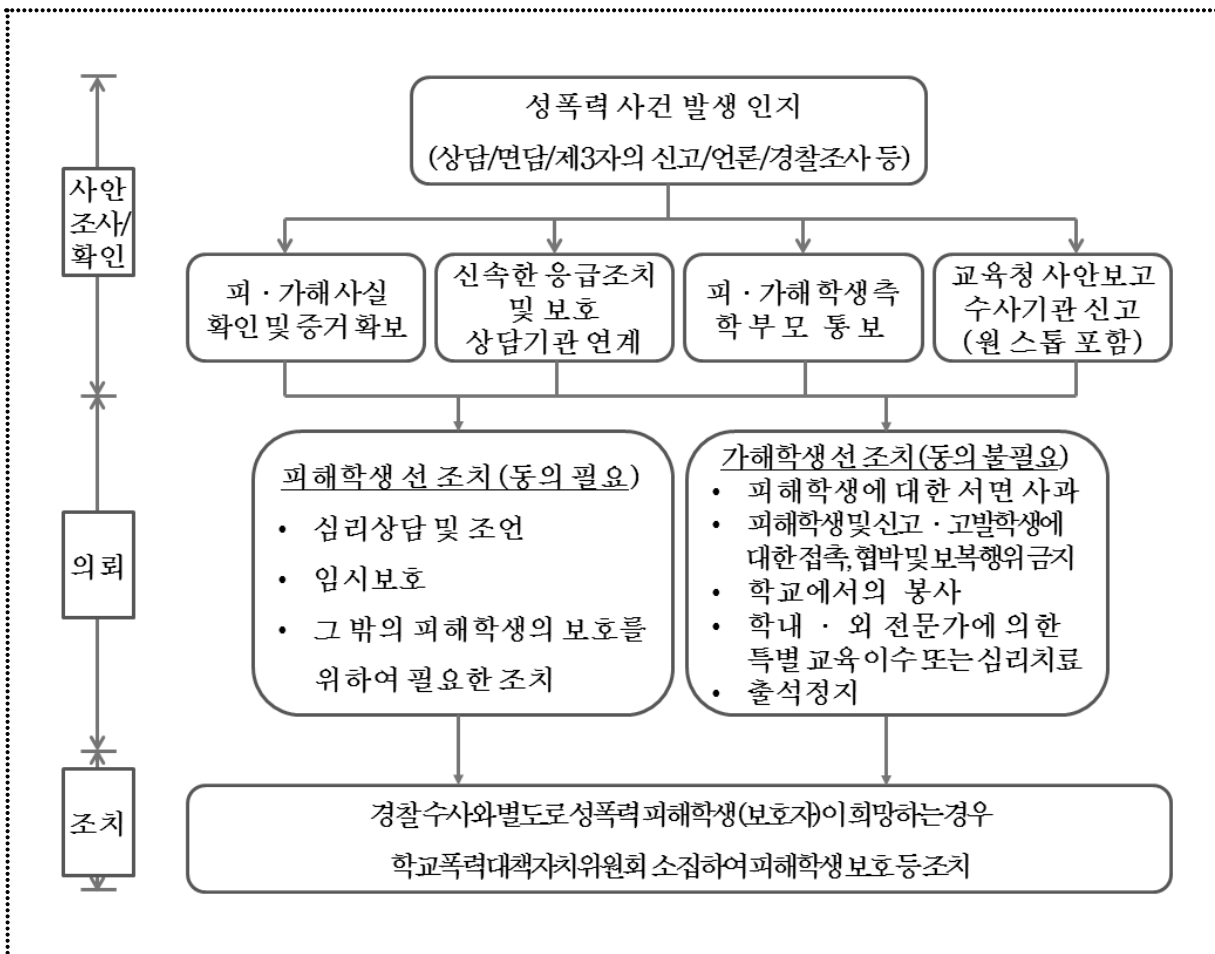 성폭력 사건 발생 인지
(상담/면담/제3자의 신고/언론/경찰조사 등)
사안
조사/
확인
피 · 가해 사실
확인 및 증거 확보
신속한 응급조치
및 보호
상담기관 연계
피 · 가해 학생 측
학부모 통보
교육청 사안보고
수사기관 신고
(원스톱 포함)
의뢰
피해학생 선 조치 (동의 필요)
• 심리상담 및 조언
• 임시보호
• 그 밖의 피해학생의 보호를
위하여 필요한 조치
가해학생 선 조치 (동의 불필요)
• 피해학생에 대한 서면 사과
• 피해학생 및 신고 · 고발학생에
대한 접촉, 협박 및 보복행위 금지
• 학교에서의 봉사
• 학내 · 외 전문가에 의한
특별 교육 이수 또는 심리치료
• 출석정지
조치
경찰 수사와 별도로 성폭력 피해학생(보호자)이 희망하는 경우
학교폭력대책자치위원회 소집하여 피해학생 보호 등 조치